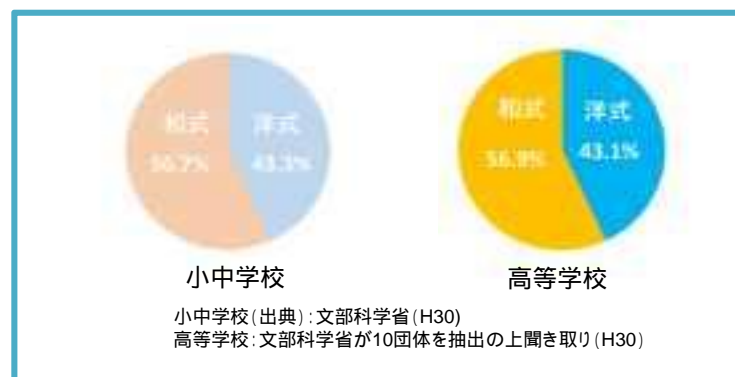 和式
56.7%
洋式
43.3%
和式
56.9%
洋式
43.1%
小中学校
高等学校
小中学校(出典):文部科学省(H30)
高等学校:文部科学省が10団体を抽出の上聞き取り(H30)